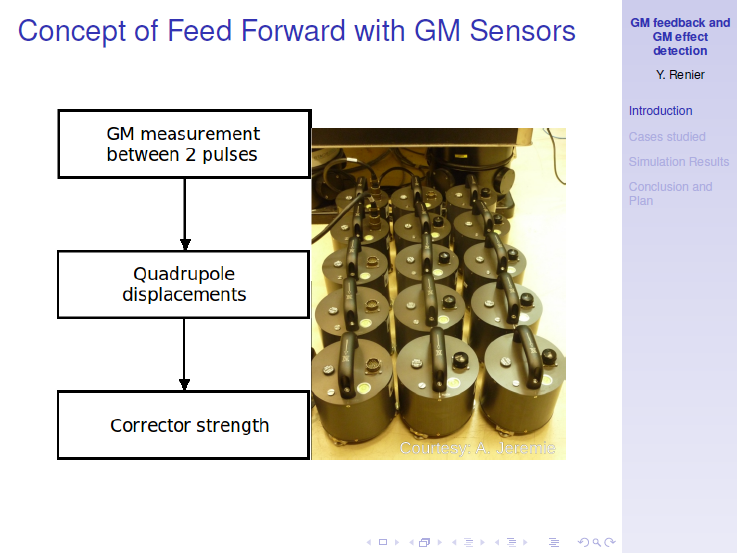 Concept of Feed Forward with GM Sensors
GM measurement
between 2 pulses
Quadrupole
displacements
Corrector strength
Courtesy: A. Jeremie
GM feedback and
GM effect
detection
Y. Renier
Introduction
Cases studied
Simulation Results
Conclusion and
Plan